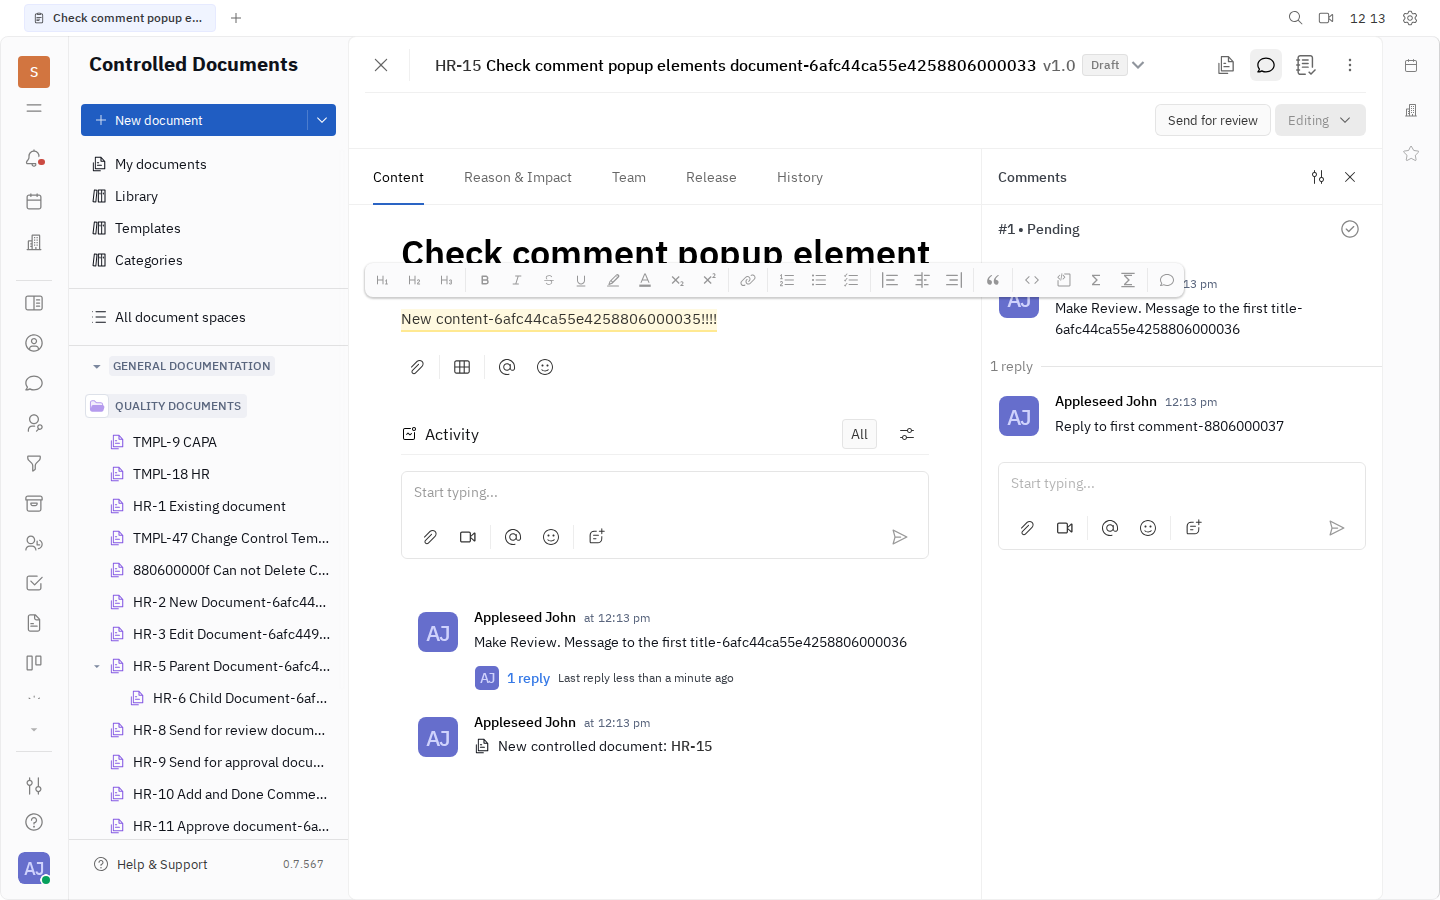 Check comment popup e...
12 13
S
Controlled Documents
New document
My documents
Library
Templates
Categories
All document spaces
GENERAL DOCUMENTATION
QUALITY DOCUMENTS
TMPL-9 CAPA
TMPL-18 HR
HR-1 Existing document
TMPL-47 Change Control Tem...
880600000f Can not Delete C...
HR-2 New Document-6afc44...
HR-3 Edit Document-6afc449...
HR-5 Parent Document-6afc4...
HR-6 Child Document-6af...
HR-8 Send for review docum...
HR-9 Send for approval docu...
HR-10 Add and Done Comme...
HR-11 Approve document-6a...
Help & Support 0.7.567
AJ
HR-15 Check comment popup elements document-6afc44ca55e4258806000033 v1.0 Draft
Send for review Editing
Content Reason & Impact Team Release History
Check comment popup element
H1 H2 H3 B I S U A X2 X2 Σ Σ
New content-6afc44ca55e4258806000035!!!!
Activity All
Start typing...
AJ Appleseed John at 12:13 pm
Make Review. Message to the first title-6afc44ca55e4258806000036
AJ 1 reply Last reply less than a minute ago
AJ Appleseed John at 12:13 pm
New controlled document: HR-15
Comments
#1 • Pending
AJ 13 pm
Make Review. Message to the first title-
6afc44ca55e4258806000036
1 reply
AJ Appleseed John 12:13 pm
Reply to first comment-8806000037
Start typing...